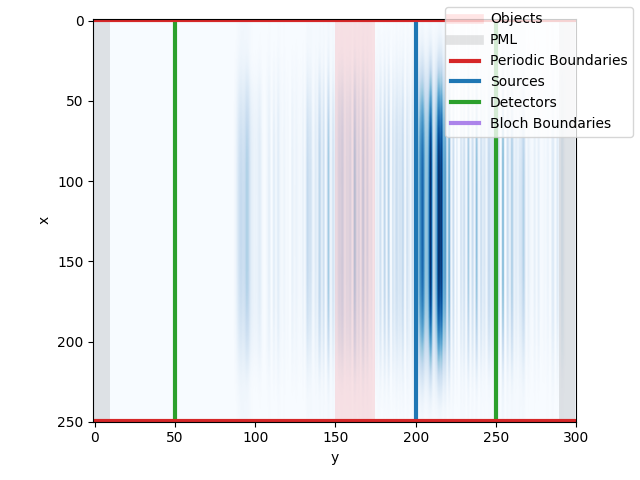 Objects
PML
Periodic Boundaries
Sources
Detectors
Bloch Boundaries
0
50
100
150
200
250
x
0 50 100 150 200 250 300
y